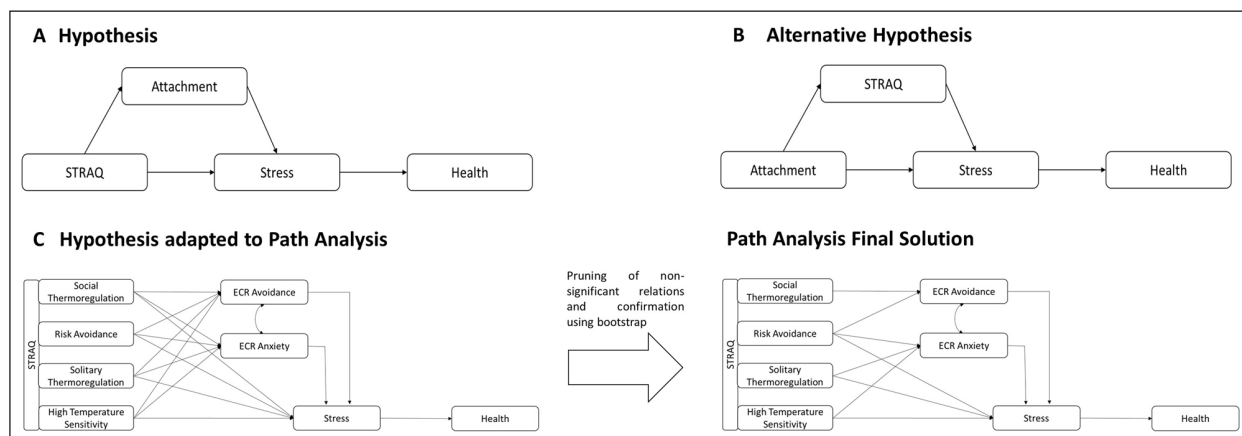 A Hypothesis
Attachment
STRAQ
Stress
Health
B Alternative Hypothesis
STRAQ
Attachment
Stress
Health
C Hypothesis adapted to Path Analysis
STRAQ
Social
Thermoregulation
Risk Avoidance
Solitary
Thermoregulation
High Temperature
Sensitivity
ECR Avoidance
ECR Anxiety
Stress
Health
Pruning of non-
significant relations
and confirmation
using bootstrap
Path Analysis Final Solution
STRAQ
Social
Thermoregulation
Risk Avoidance
Solitary
Thermoregulation
High Temperature
Sensitivity
ECR Avoidance
ECR Anxiety
Stress
Health